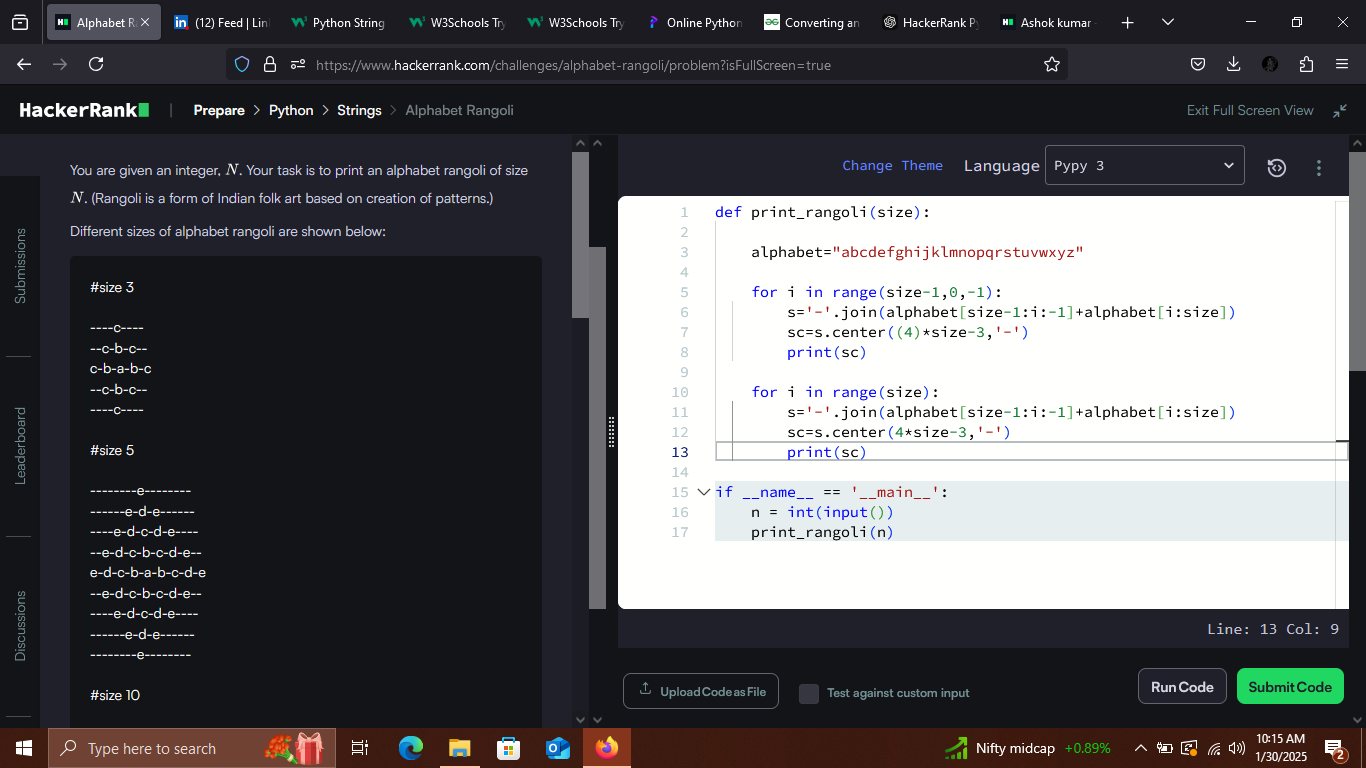 Alphabet Ra
(12) Feed | Lin
Python String
W3Schools Try
W3Schools Try
Online Python
Converting an
HackerRank Py
Ashok kumar -
https://www.hackerrank.com/challenges/alphabet-rangoli/problem?isFullScreen=true
HackerRank | Prepare > Python > Strings > Alphabet Rangoli
Exit Full Screen View
Submissions
Leaderboard
Discussions
You are given an integer, N. Your task is to print an alphabet rangoli of size
N. (Rangoli is a form of Indian folk art based on creation of patterns.)
Different sizes of alphabet rangoli are shown below:
#size 3
----c----
--c-b-c--
c-b-a-b-c
--c-b-c--
----c----
#size 5
--------e--------
------e-d-e------
----e-d-c-d-e----
--e-d-c-b-c-d-e--
e-d-c-b-a-b-c-d-e
--e-d-c-b-c-d-e--
----e-d-c-d-e----
------e-d-e------
--------e--------
#size 10
Change Theme Language Pypy 3
1 def print_rangoli(size):
2
3     alphabet="abcdefghijklmnopqrstuvwxyz"
4
5     for i in range(size-1,0,-1):
6         s='-'.join(alphabet[size-1:i:-1]+alphabet[i:size])
7         sc=s.center((4)*size-3,'-')
8         print(sc)
9
10     for i in range(size):
11         s='-'.join(alphabet[size-1:i:-1]+alphabet[i:size])
12         sc=s.center(4*size-3,'-')
13         print(sc)
14
15 if __name__ == '__main__':
16     n = int(input())
17     print_rangoli(n)
Line: 13 Col: 9
Upload Code as File
Test against custom input
Run Code
Submit Code
Type here to search
Nifty midcap +0.89%
10:15 AM
1/30/2025
2